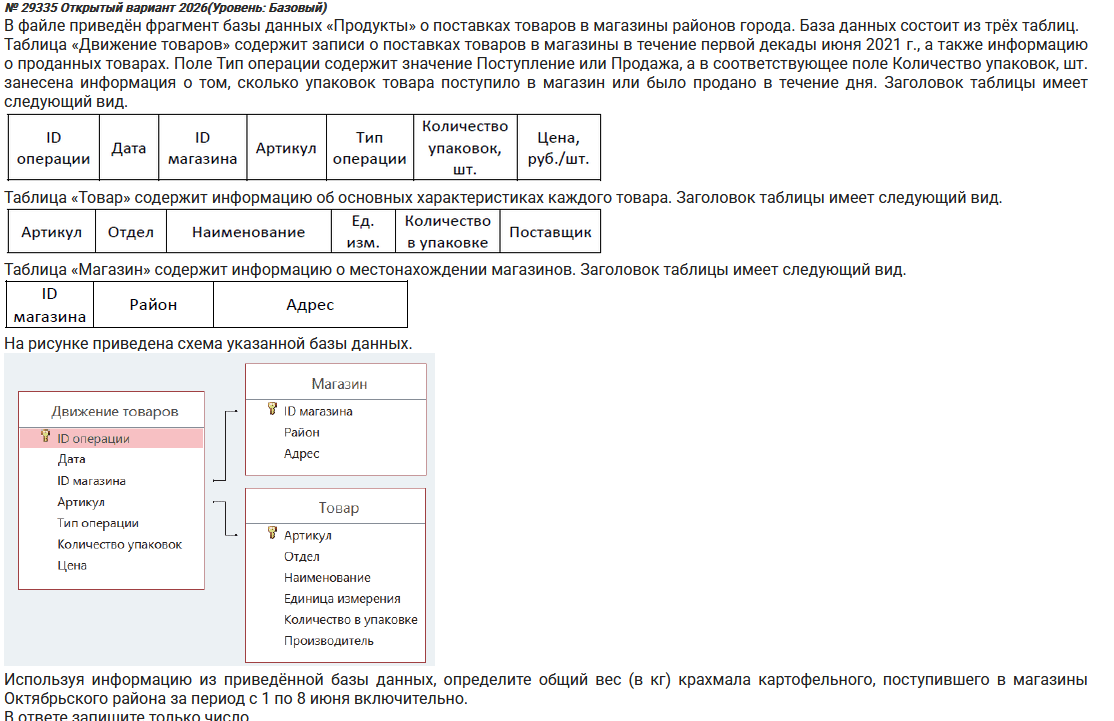 № 29335 Открытый вариант 2026(Уровень: Базовый)
В файле приведён фрагмент базы данных «Продукты» о поставках товаров в магазины районов города. База данных состоит из трёх таблиц.
Таблица «Движение товаров» содержит записи о поставках товаров в магазины в течение первой декады июня 2021 г., а также информацию
о проданных товарах. Поле Тип операции содержит значение Поступление или Продажа, а в соответствующее поле Количество упаковок, шт.
занесена информация о том, сколько упаковок товара поступило в магазин или было продано в течение дня. Заголовок таблицы имеет
следующий вид.
ID операции
Дата
ID магазина
Артикул
Тип операции
Количество упаковок, шт.
Цена, руб./шт.
Таблица «Товар» содержит информацию об основных характеристиках каждого товара. Заголовок таблицы имеет следующий вид.
Артикул
Отдел
Наименование
Ед. изм.
Количество в упаковке
Поставщик
Таблица «Магазин» содержит информацию о местонахождении магазинов. Заголовок таблицы имеет следующий вид.
ID магазина
Район
Адрес
На рисунке приведена схема указанной базы данных.
Движение товаров
ID операции
Дата
ID магазина
Артикул
Тип операции
Количество упаковок
Цена
Магазин
ID магазина
Район
Адрес
Товар
Артикул
Отдел
Наименование
Единица измерения
Количество в упаковке
Производитель
Используя информацию из приведённой базы данных, определите общий вес (в кг) крахмала картофельного, поступившего в магазины
Октябрьского района за период с 1 по 8 июня включительно.
В ответе запишите только число.